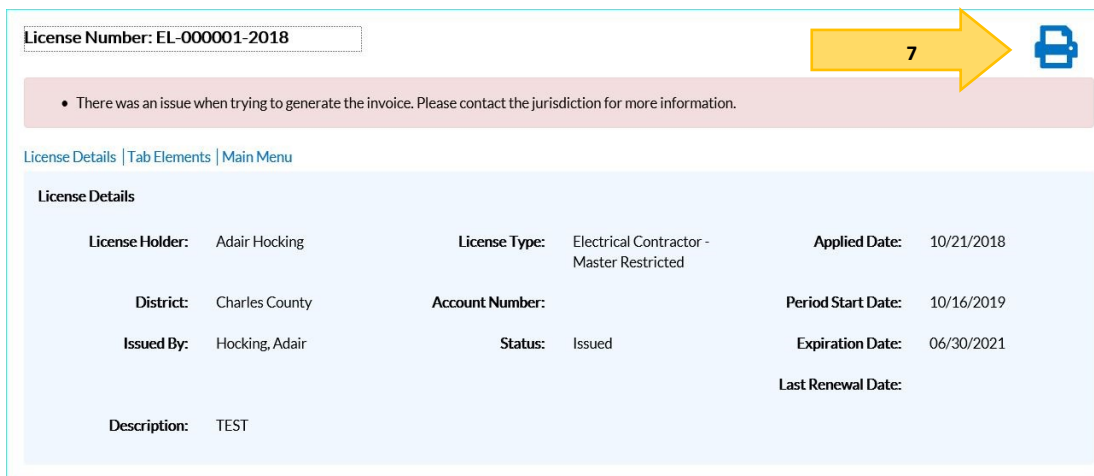 License Number: EL-000001-2018
7
• There was an issue when trying to generate the invoice. Please contact the jurisdiction for more information.
License Details | Tab Elements | Main Menu
License Details
License Holder: Adair Hocking License Type: Electrical Contractor - Applied Date: 10/21/2018
Master Restricted
District: Charles County Account Number: Period Start Date: 10/16/2019
Issued By: Hocking, Adair Status: Issued Expiration Date: 06/30/2021
Last Renewal Date:
Description: TEST